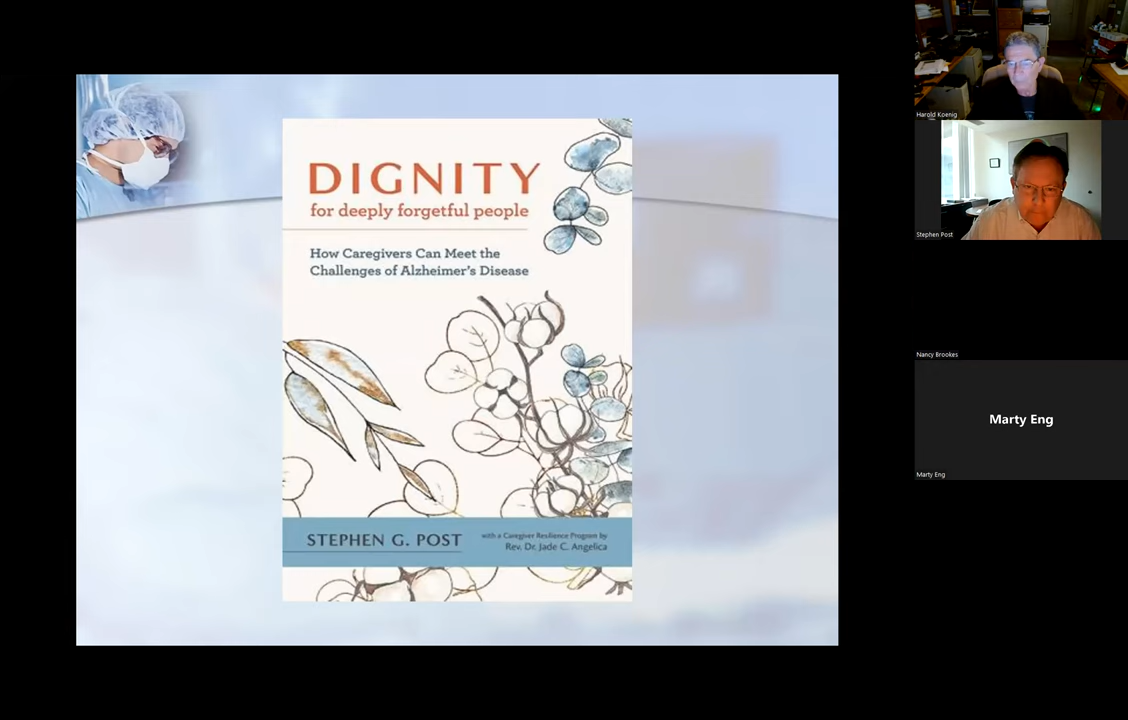 DIGNITY
for deeply forgetful people
How Caregivers Can Meet the
Challenges of Alzheimer's Disease
STEPHEN G. POST
with a Caregiver Resilience Program by
Rev. Dr. Jade C. Angelica
Harold Koenig
Stephen Post
Nancy Brookes
Marty Eng
Marty Eng